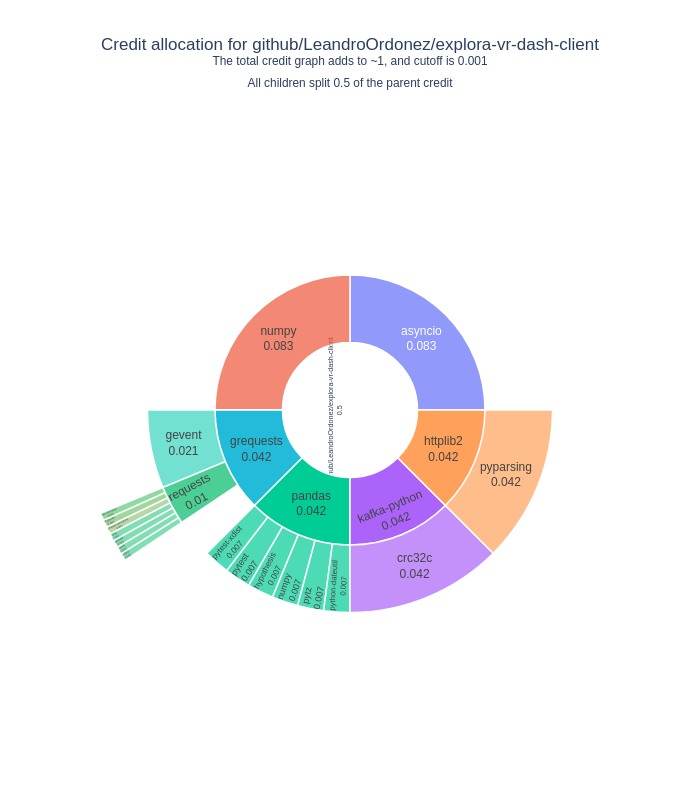 Credit allocation for github/LeandroOrdonez/explora-vr-dash-client
The total credit graph adds to ~1, and cutoff is 0.001
All children split 0.5 of the parent credit
numpy
0.083
asyncio
0.083
hub/LeandroOrdonez/explora-vr-dash-client
0.5
gevent
0.021
grequests
0.042
httplib2
0.042
pyparsing
0.042
requests
0.01
pandas
0.042
kafka-python
0.042
crc32c
0.042
pytest-xdist
0.007
pytest
0.007
hypothesis
0.007
numpy
0.007
pytz
0.007
python-dateutil
0.007